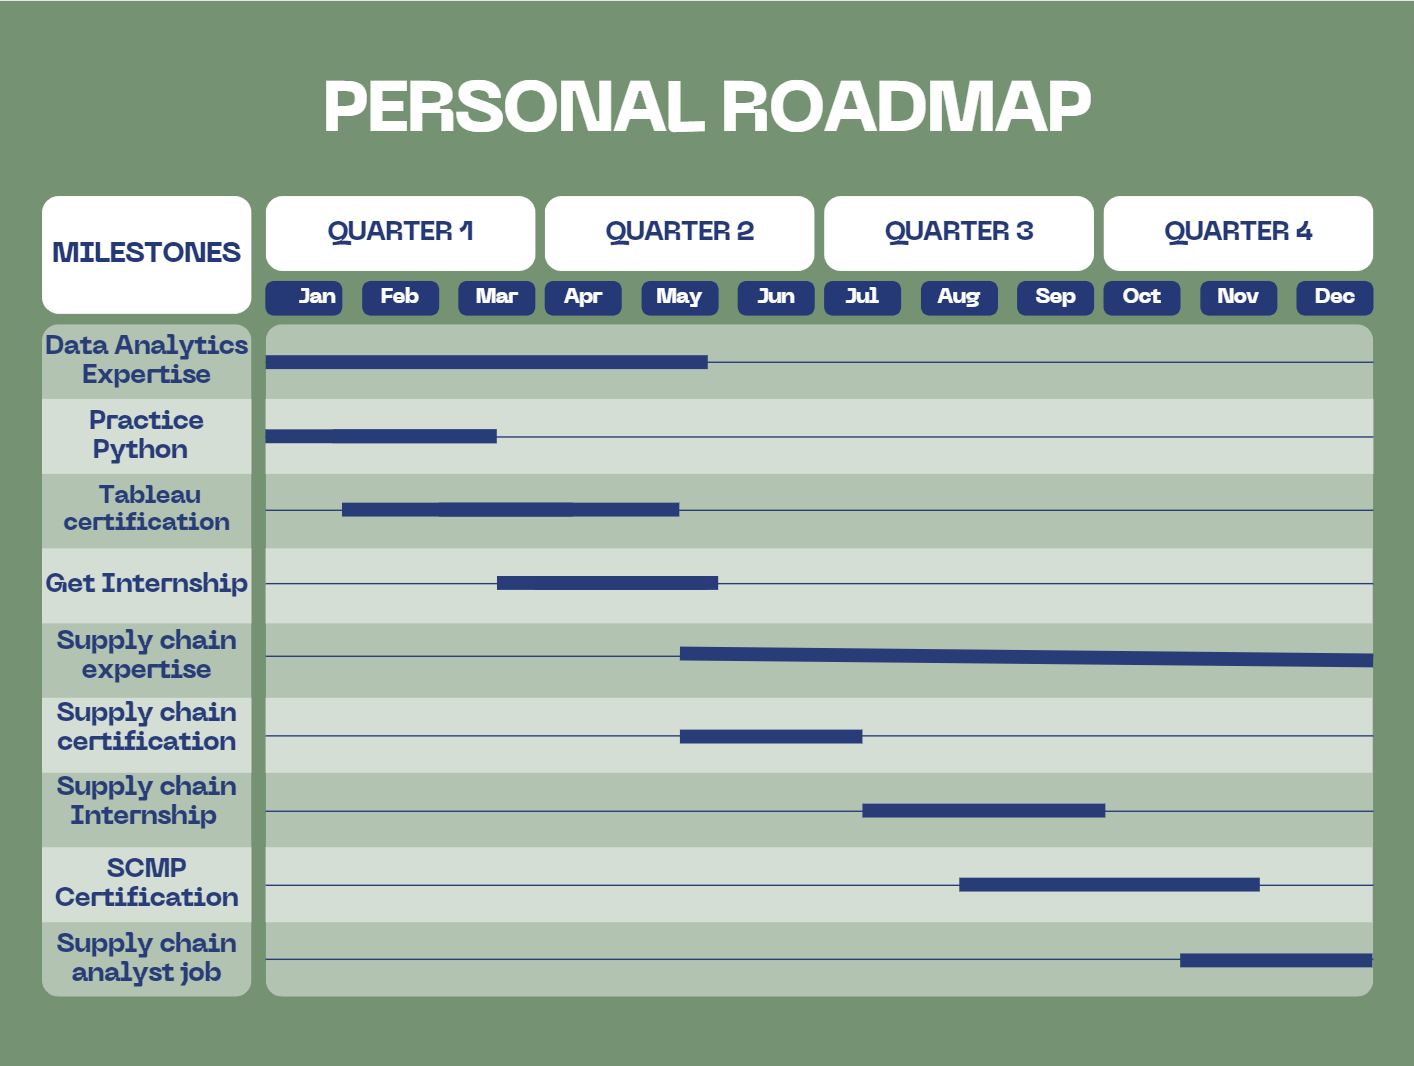 PERSONAL ROADMAP
MILESTONES
QUARTER 1
QUARTER 2
QUARTER 3
QUARTER 4
Jan
Feb
Mar
Apr
May
Jun
Jul
Aug
Sep
Oct
Nov
Dec
Data Analytics
Expertise
Practice
Python
Tableau
certification
Get Internship
Supply chain
expertise
Supply chain
certification
Supply chain
Internship
SCMP
Certification
Supply chain
analyst job